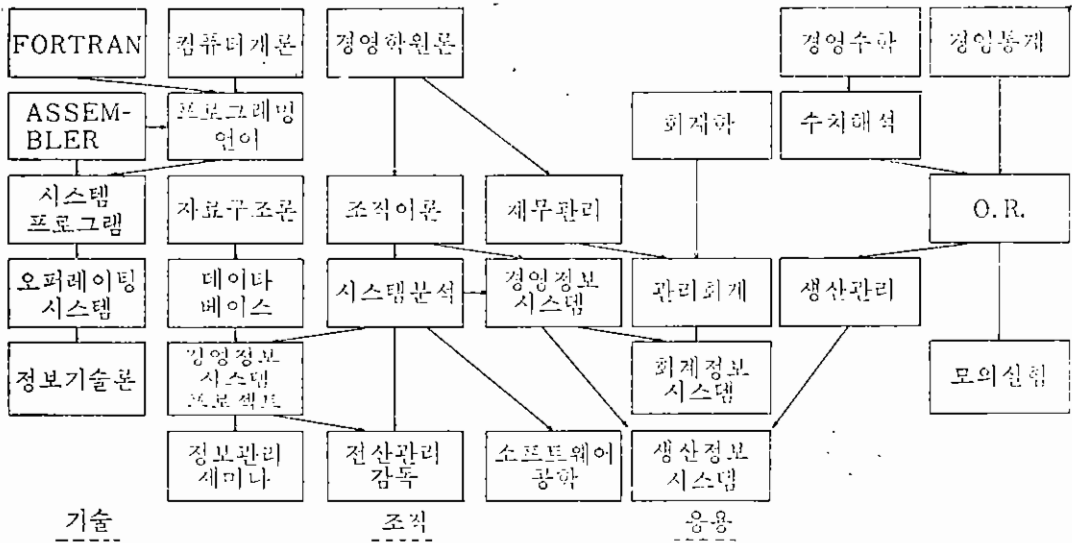 FORTRAN
컴퓨터개론
경영학원론
경영수학
경영통계
ASSEM-
BLER
프로그래밍
언어
회계학
수치해석
시스템
프로그램
자료구조론
조직이론
재무관리
O.R.
오퍼레이팅
시스템
데이타
베이스
시스템분석
경영정보
시스템
관리회계
생산관리
정보기술론
경영정보
시스템
프로젝트
회계정보
시스템
모의실험
정보관리
세미나
전산관리
감독
소프트웨어
공학
생산정보
시스템
기술
조직
응용